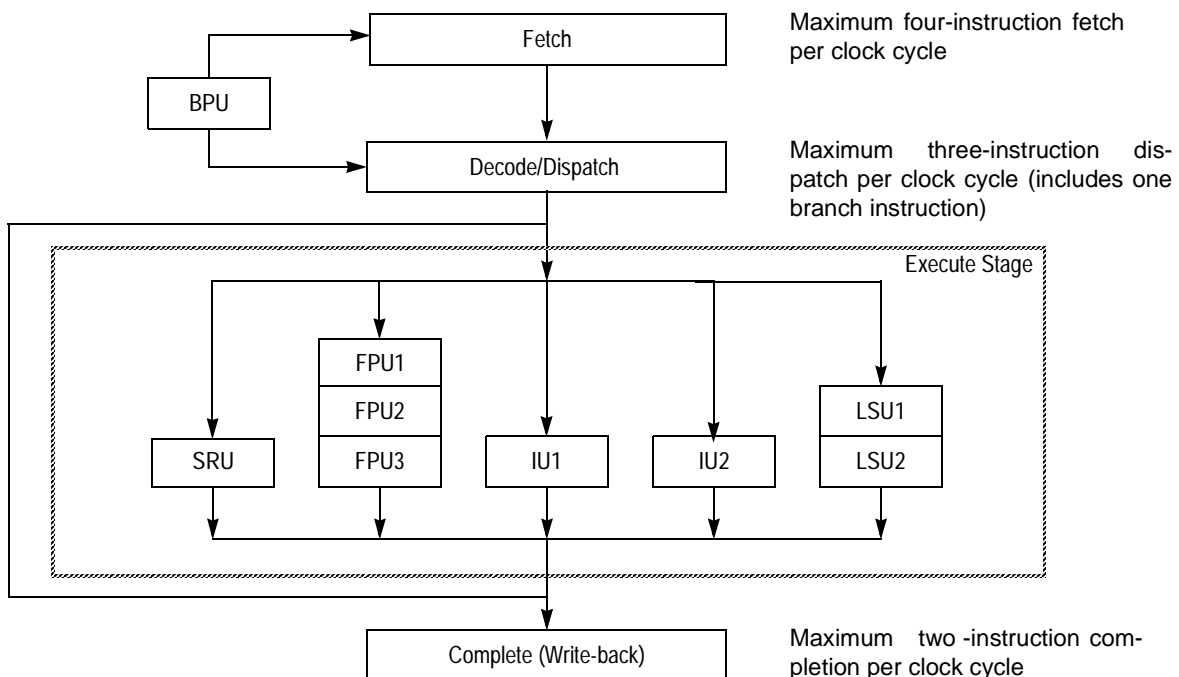 Fetch
Maximum four-instruction fetch
per clock cycle
BPU
Decode/Dispatch
Maximum three-instruction dis-
patch per clock cycle (includes one
branch instruction)
Execute Stage
FPU1
FPU2
LSU1
SRU
FPU3
IU1
IU2
LSU2
Complete (Write-back)
Maximum two -instruction com-
pletion per clock cycle